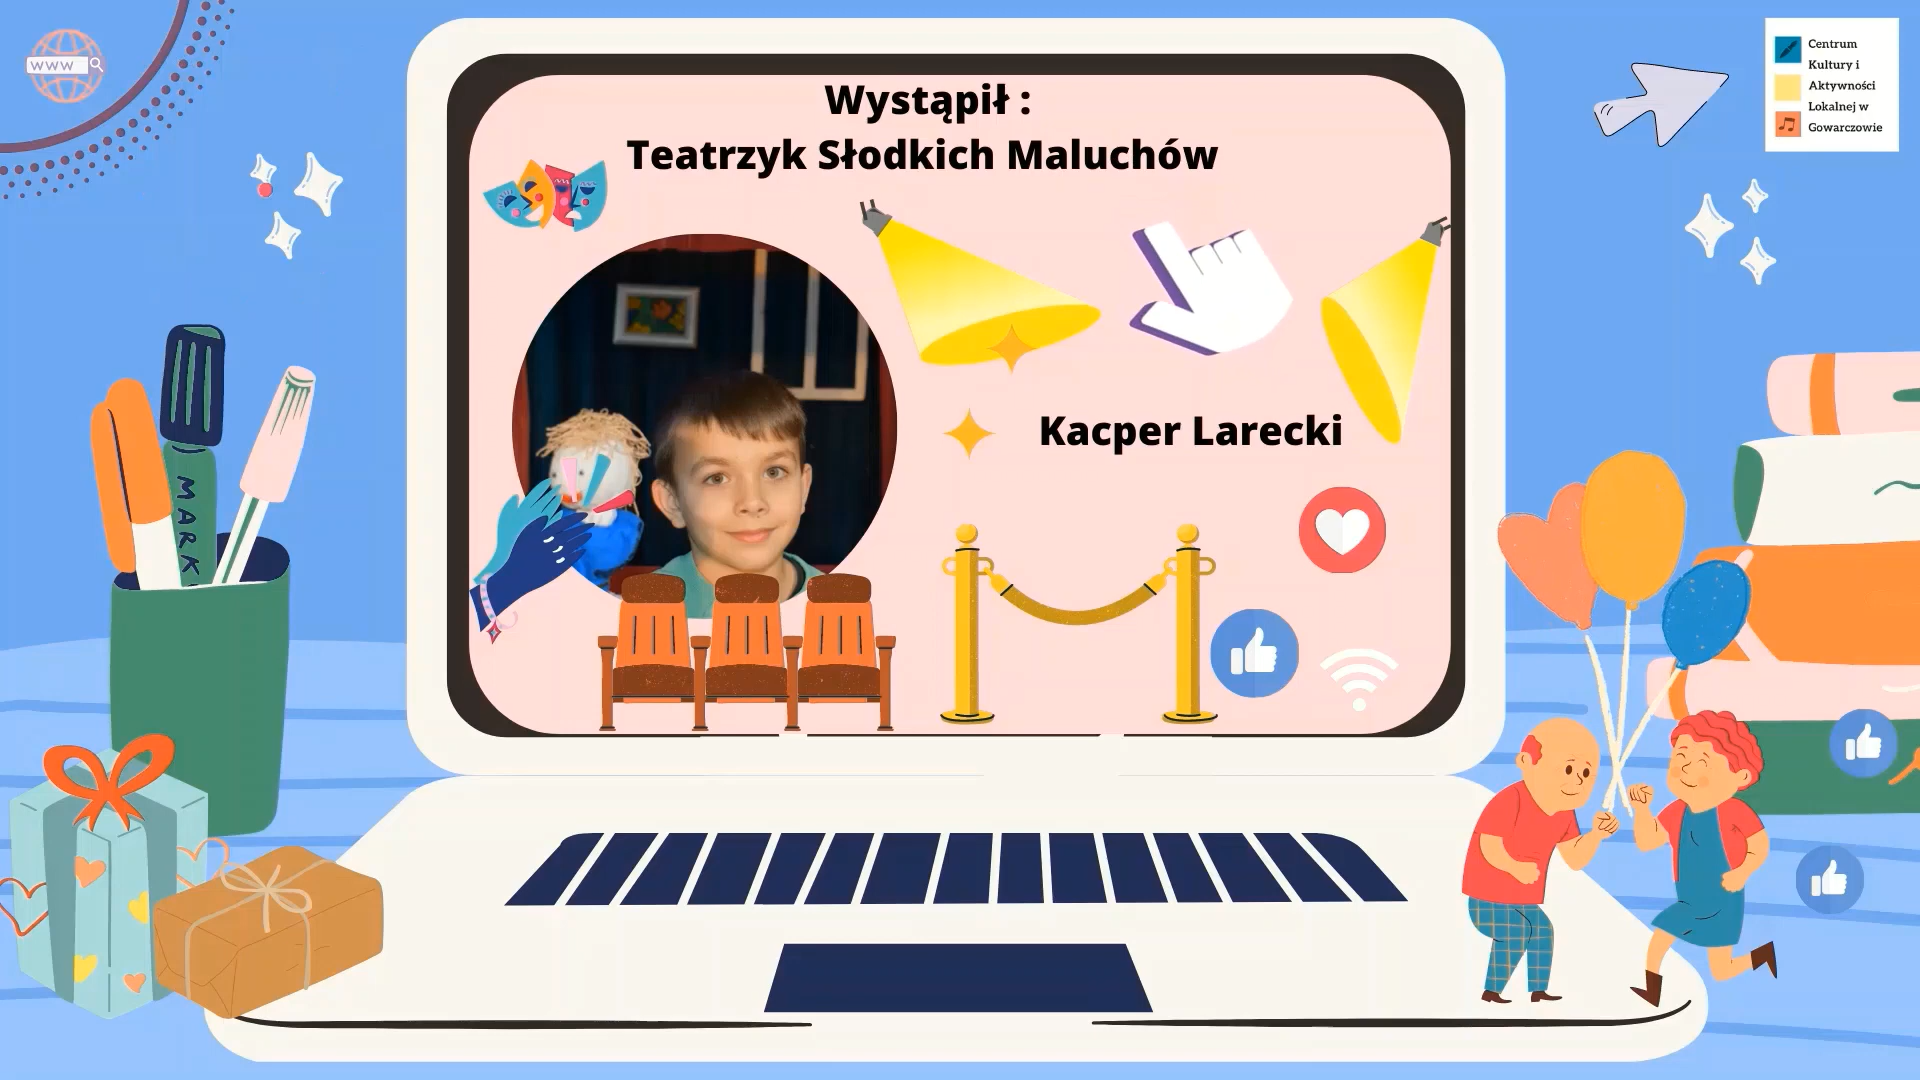 WWW
Wystąpił :
Teatrzyk Słodkich Maluchów
Centrum
Kultury i
Aktywności
Lokalnej w
Gowarczowie
Kacper Larecki
MARK